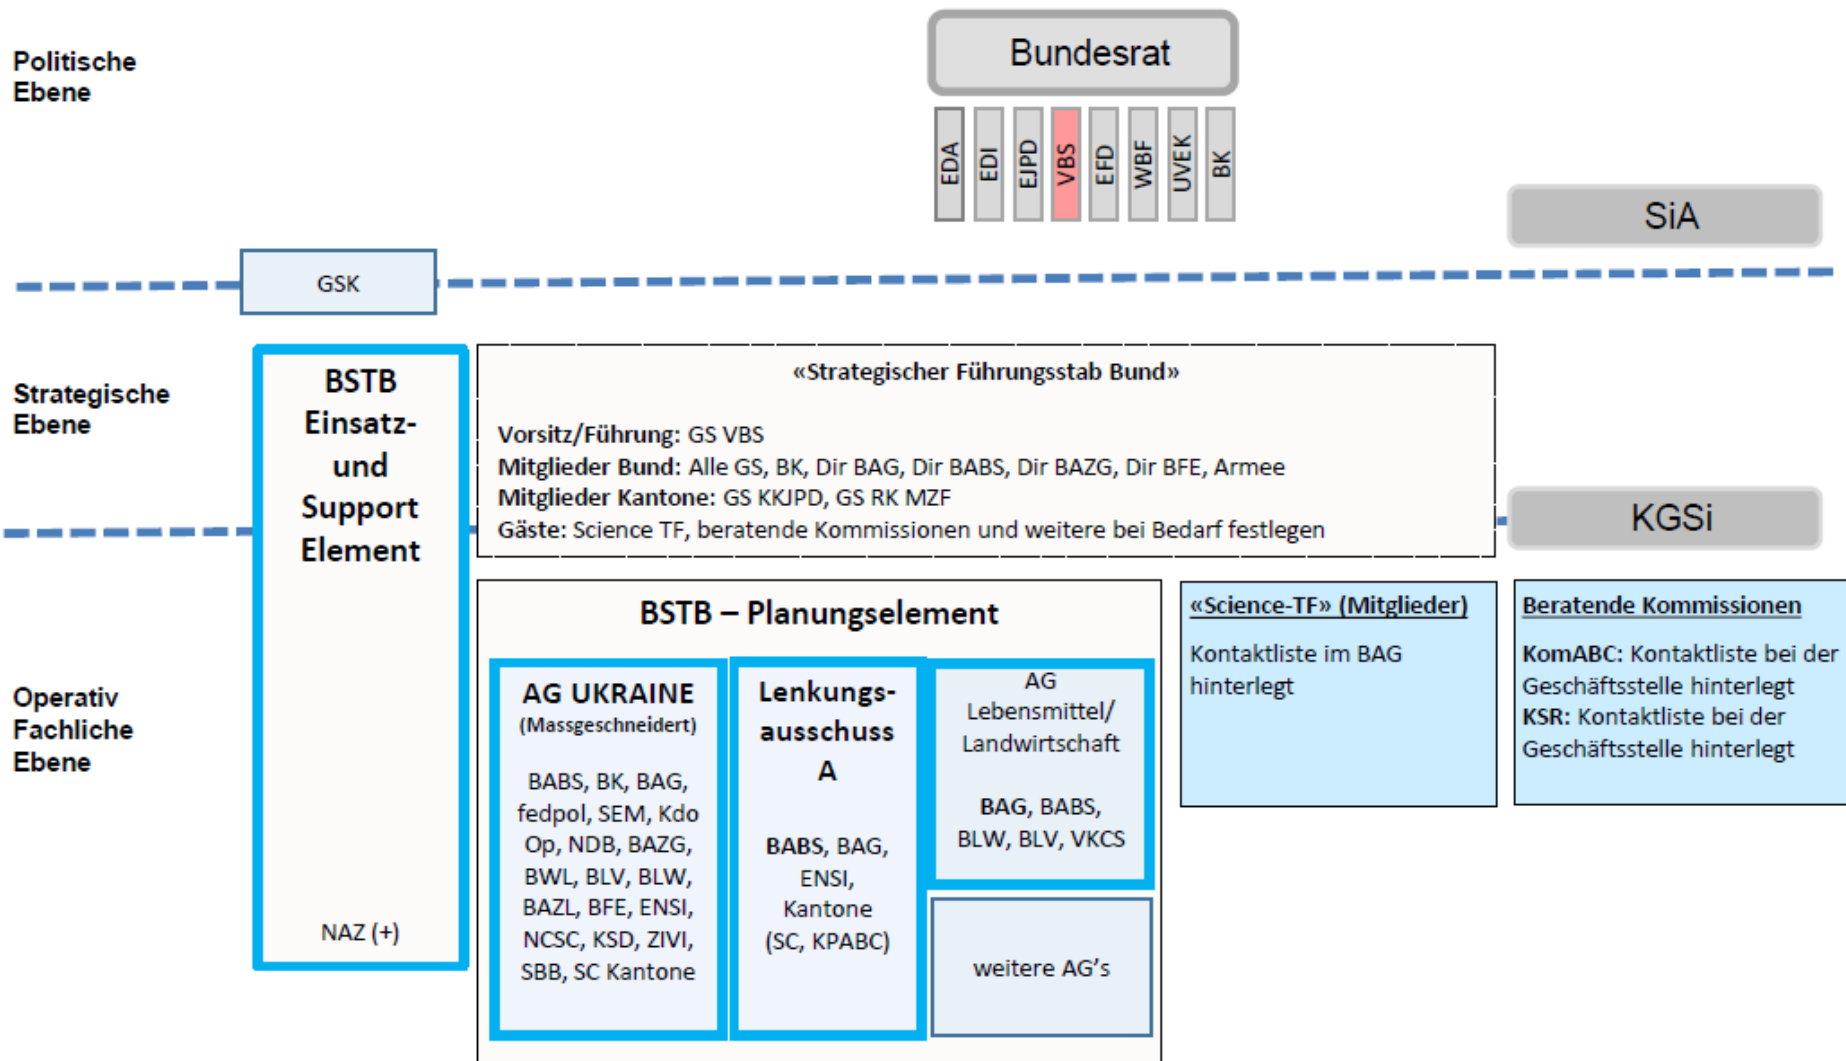 Politische
Ebene
Bundesrat
EDA
EDI
EJPD
VBS
EFD
WBF
UVEK
BK
SiA
GSK
Strategische
Ebene
BSTB
Einsatz-
und
Support
Element
NAZ (+)
«Strategischer Führungsstab Bund»
Vorsitz/Führung: GS VBS
Mitglieder Bund: Alle GS, BK, Dir BAG, Dir BABS, Dir BAZG, Dir BFE, Armee
Mitglieder Kantone: GS KKJPD, GS RK MZF
Gäste: Science TF, beratende Kommissionen und weitere bei Bedarf festlegen
KGSi
Operativ
Fachliche
Ebene
BSTB – Planungselement
AG UKRAINE
(Massgeschneidert)
BABS, BK, BAG,
fedpol, SEM, Kdo
Op, NDB, BAZG,
BWL, BLV, BLW,
BAZL, BFE, ENSI,
NCSC, KSD, ZIVI,
SBB, SC Kantone
Lenkungs-
ausschuss
A
BABS, BAG,
ENSI,
Kantone
(SC, KPABC)
AG
Lebensmittel/
Landwirtschaft
BAG, BABS,
BLW, BLV, VKCS
weitere AG's
«Science-TF» (Mitglieder)
Kontaktliste im BAG
hinterlegt
Beratende Kommissionen
KomABC: Kontaktliste bei der
Geschäftsstelle hinterlegt
KSR: Kontaktliste bei der
Geschäftsstelle hinterlegt